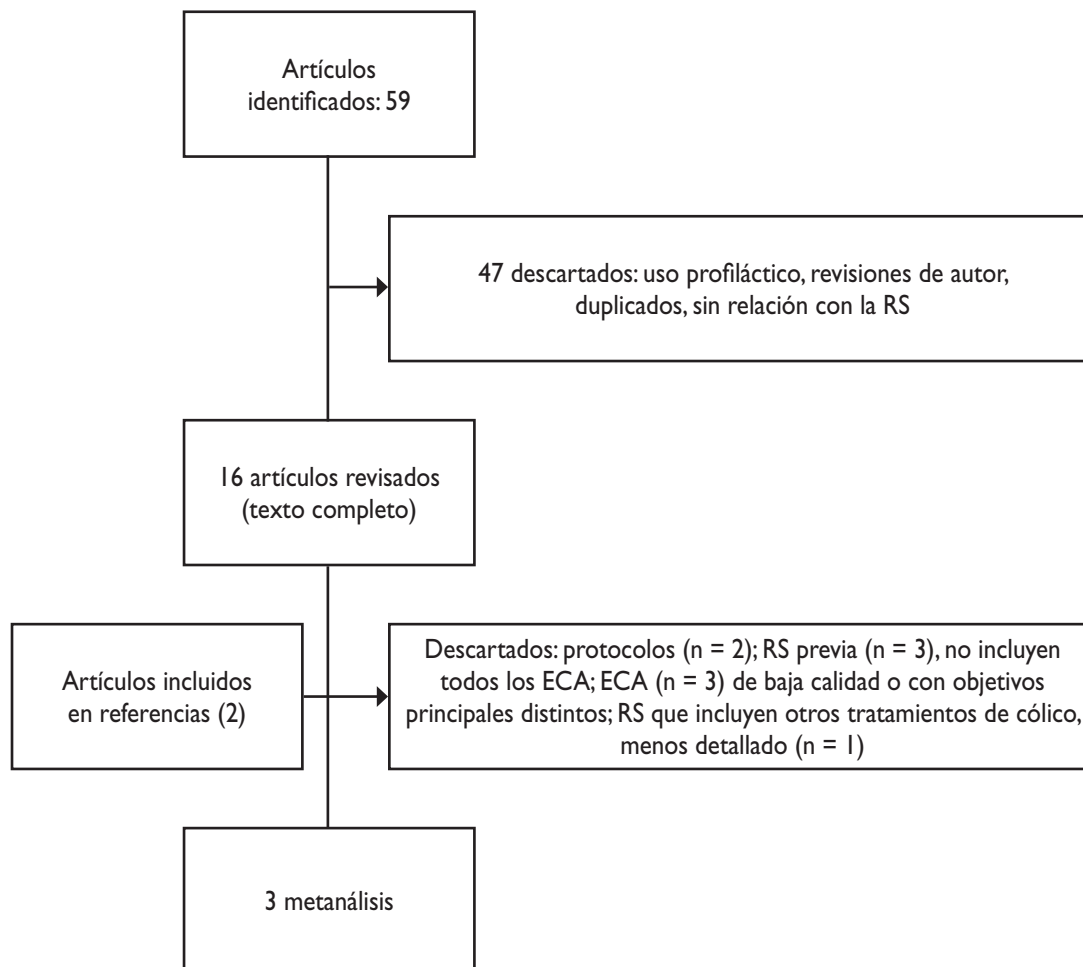 Artículos
identificados: 59
47 descartados: uso profiláctico, revisiones de autor,
duplicados, sin relación con la RS
16 artículos revisados
(texto completo)
Artículos incluidos
en referencias (2)
Descartados: protocolos (n = 2); RS previa (n = 3), no incluyen
todos los ECA; ECA (n = 3) de baja calidad o con objetivos
principales distintos; RS que incluyen otros tratamientos de cólico,
menos detallado (n = 1)
3 metanálisis